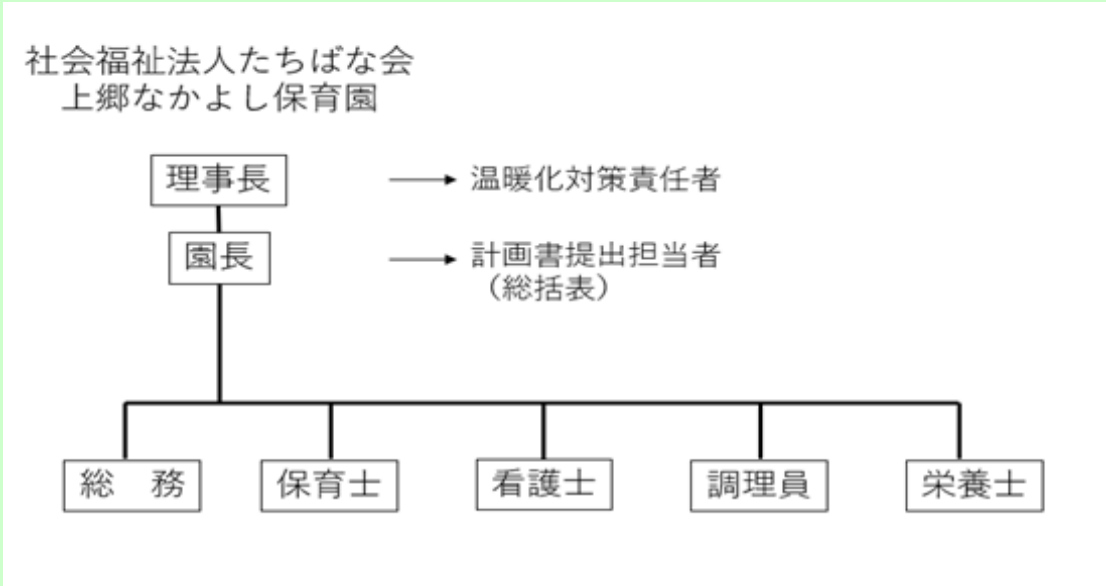 社会福祉法人たちばな会
上郷なかよし保育園
理事長
温暖化対策責任者
園長
計画書提出担当者
（総括表）
総　務
保育士
看護士
調理員
栄養士